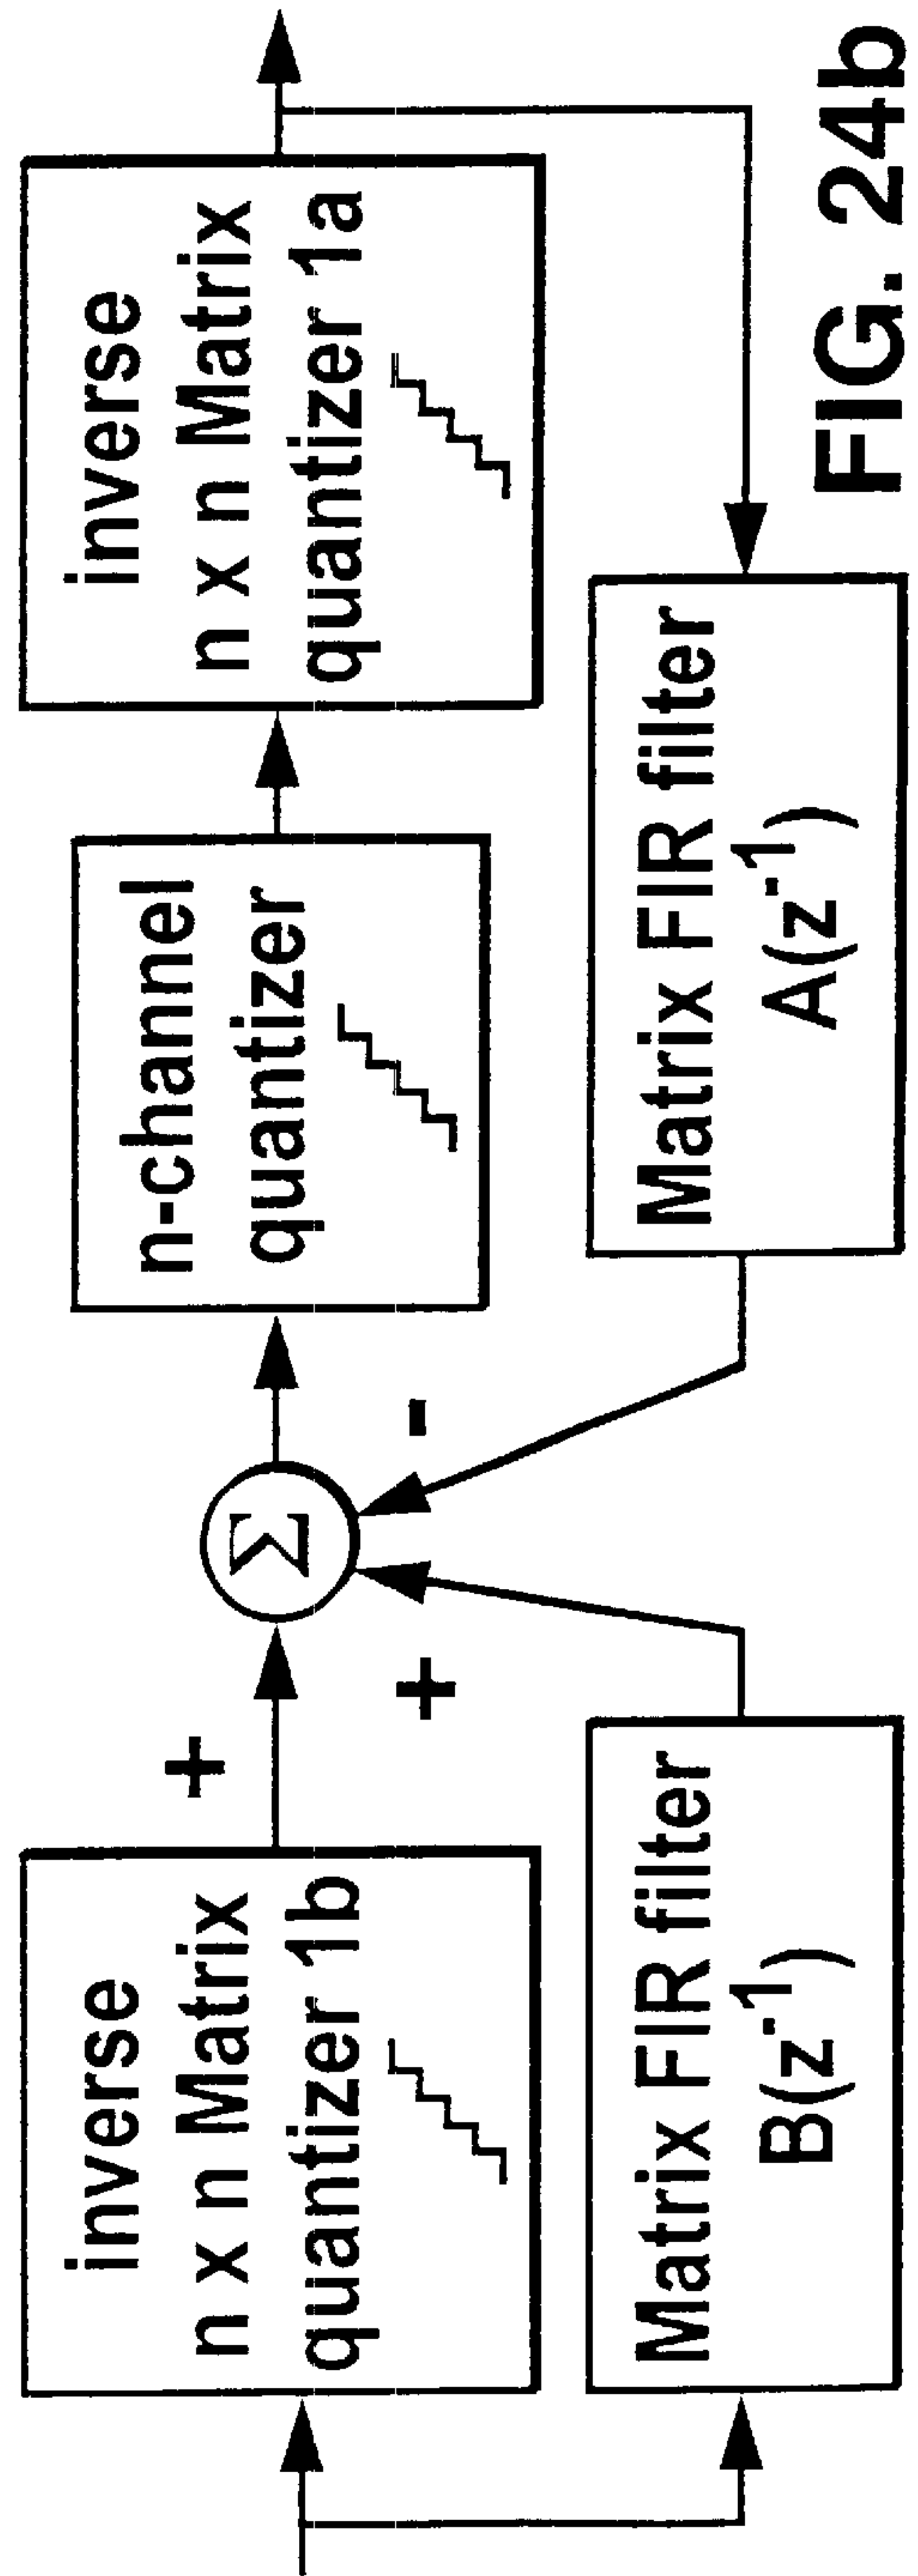 inverse
n x n Matrix
quantizer 1b
+
Σ
+
-
n-channel
quantizer
inverse
n x n Matrix
quantizer 1a
Matrix FIR filter
B(z⁻¹)
Matrix FIR filter
A(z⁻¹)
FIG. 24b